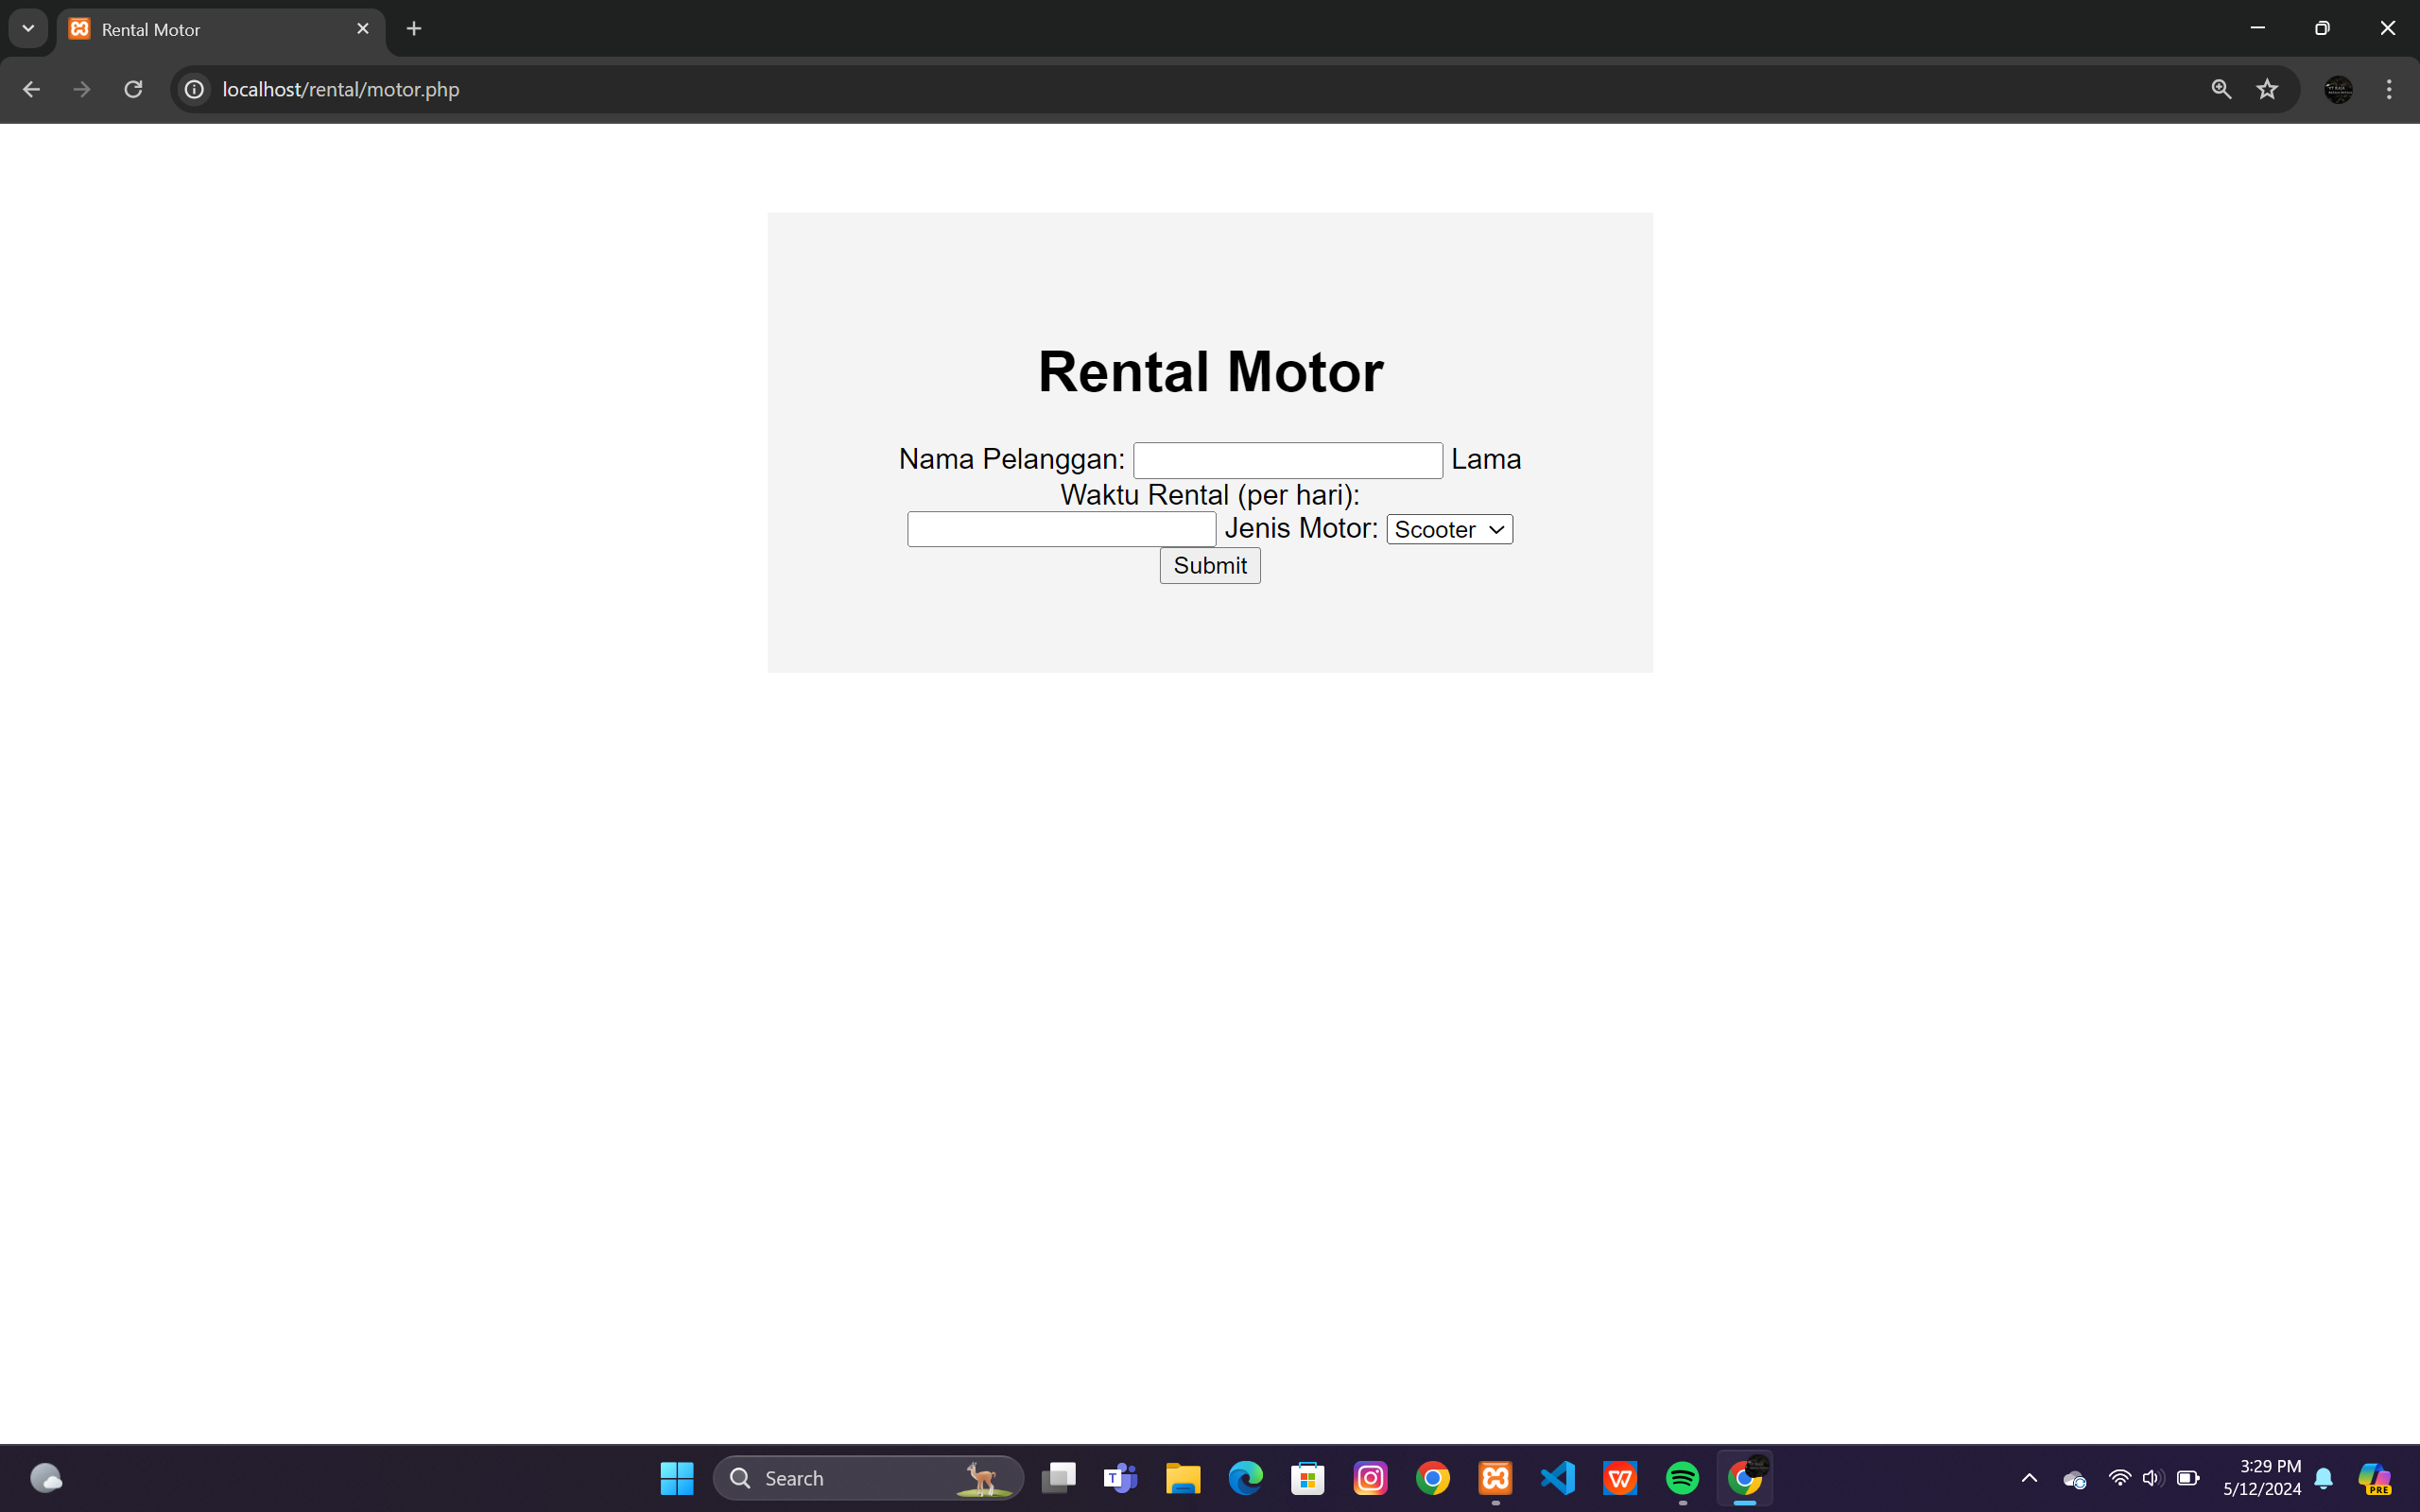 Rental Motor
localhost/rental/motor.php
Rental Motor
Nama Pelanggan: Lama
Waktu Rental (per hari):
Jenis Motor: Scooter
Submit
Search
3:29 PM
5/12/2024
PRE